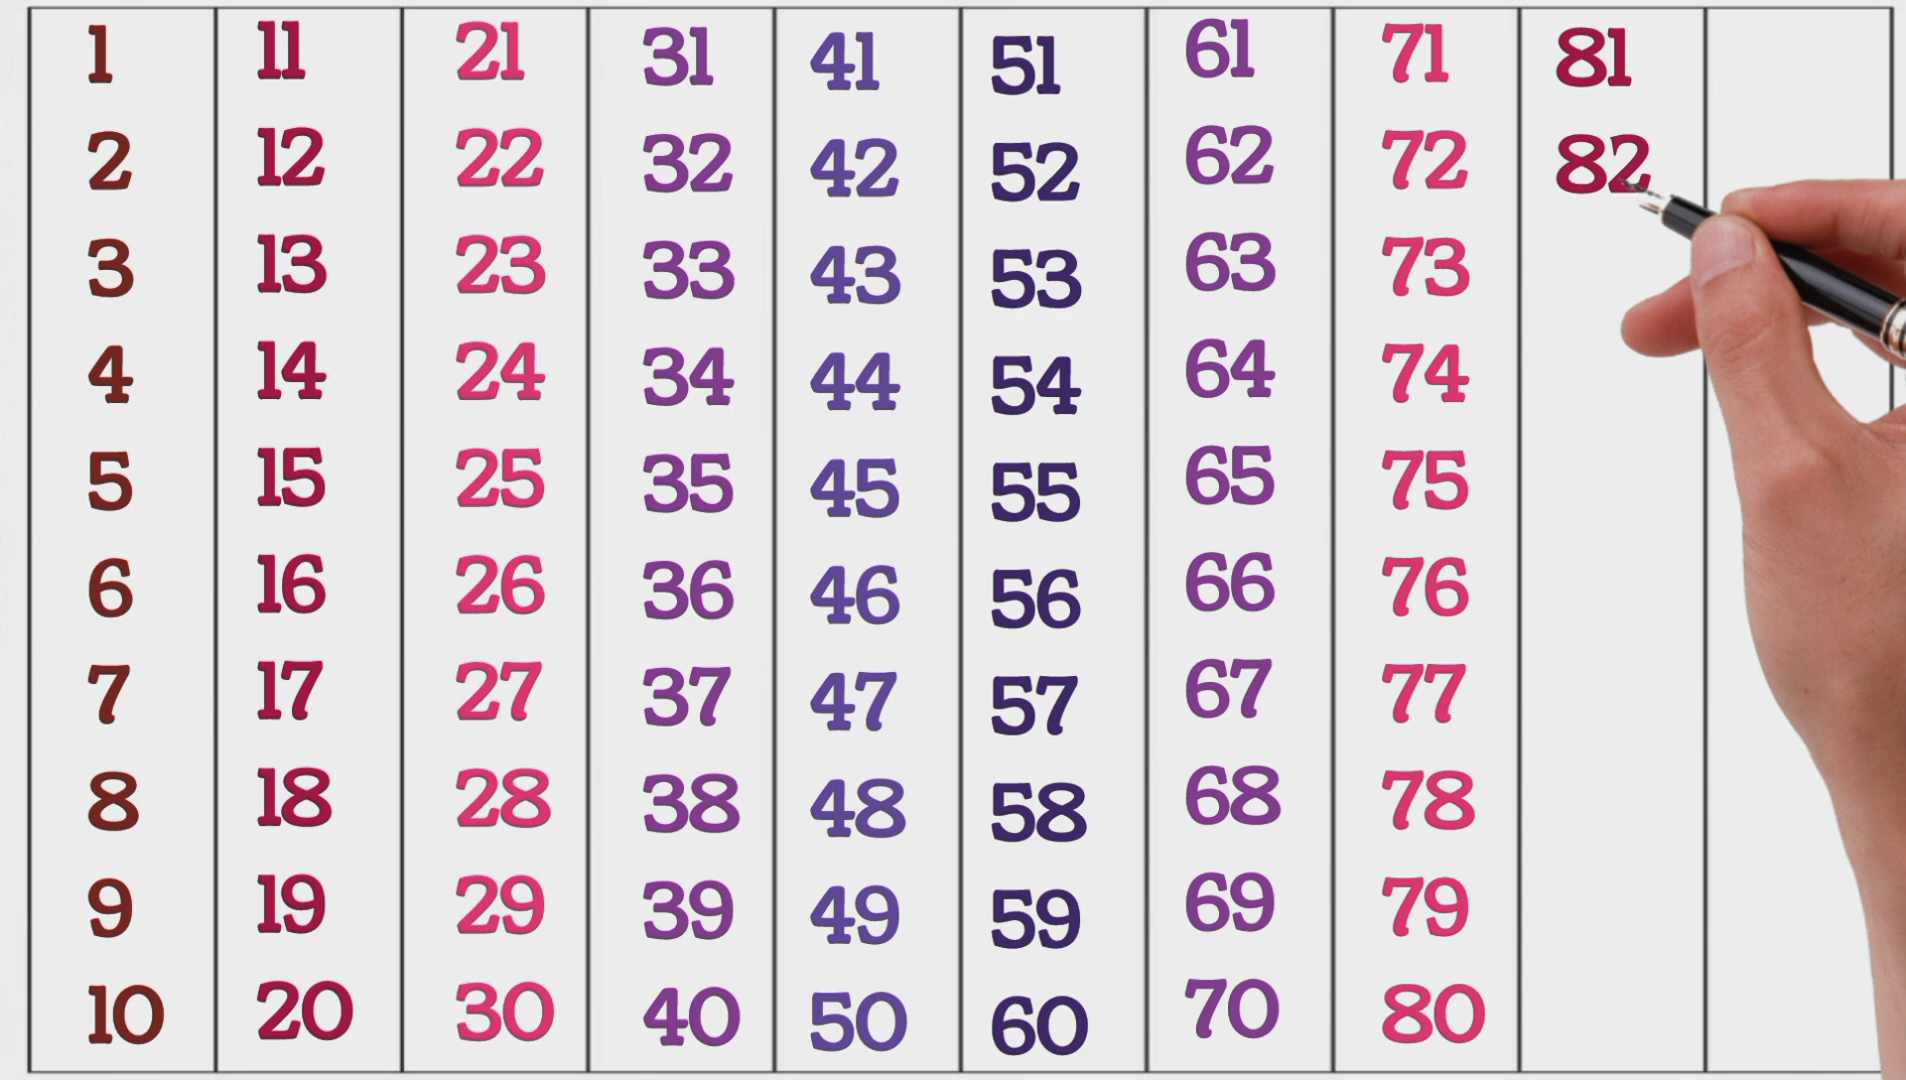 1 11 21 31 41 51 61 71 81
2 12 22 32 42 52 62 72 82
3 13 23 33 43 53 63 73
4 14 24 34 44 54 64 74
5 15 25 35 45 55 65 75
6 16 26 36 46 56 66 76
7 17 27 37 47 57 67 77
8 18 28 38 48 58 68 78
9 19 29 39 49 59 69 79
10 20 30 40 50 60 70 80